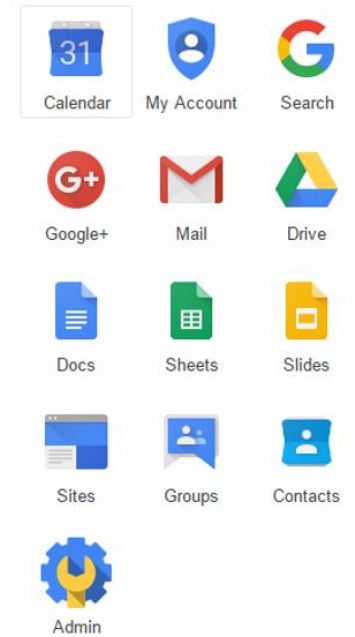 31
Calendar My Account Search
G+
Google+ Mail Drive
Docs Sheets Slides
Sites Groups Contacts
Admin